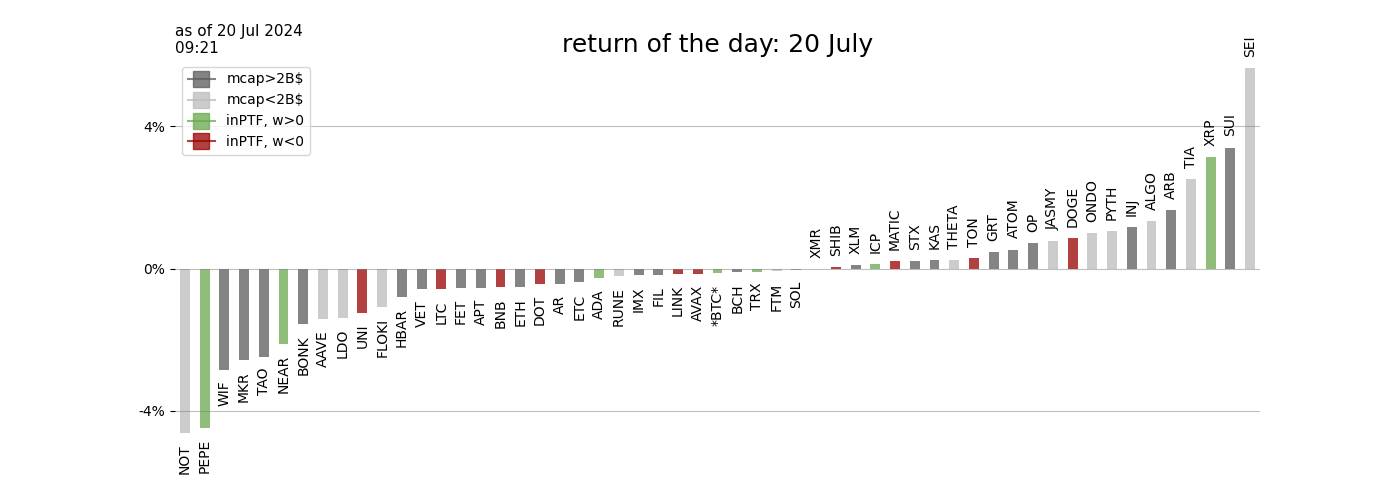 as of 20 Jul 2024
09:21
return of the day: 20 July
mcap>2B$
mcap<2B$
inPTF, w>0
inPTF, w<0
4%
0%
-4%
NOT
PEPE
WIF
MKR
TAO
NEAR
BONK
AAVE
LDO
UNI
FLOKI
HBAR
VET
LTC
FET
APT
BNB
ETH
DOT
AR
ETC
ADA
RUNE
IMX
FIL
LINK
AVAX
*BTC*
BCH
TRX
FTM
SOL
XMR
SHIB
XLM
ICP
MATIC
STX
KAS
THETA
TON
GRT
ATOM
OP
JASMY
DOGE
ONDO
PYTH
INJ
ALGO
ARB
TIA
XRP
SUI
SEI